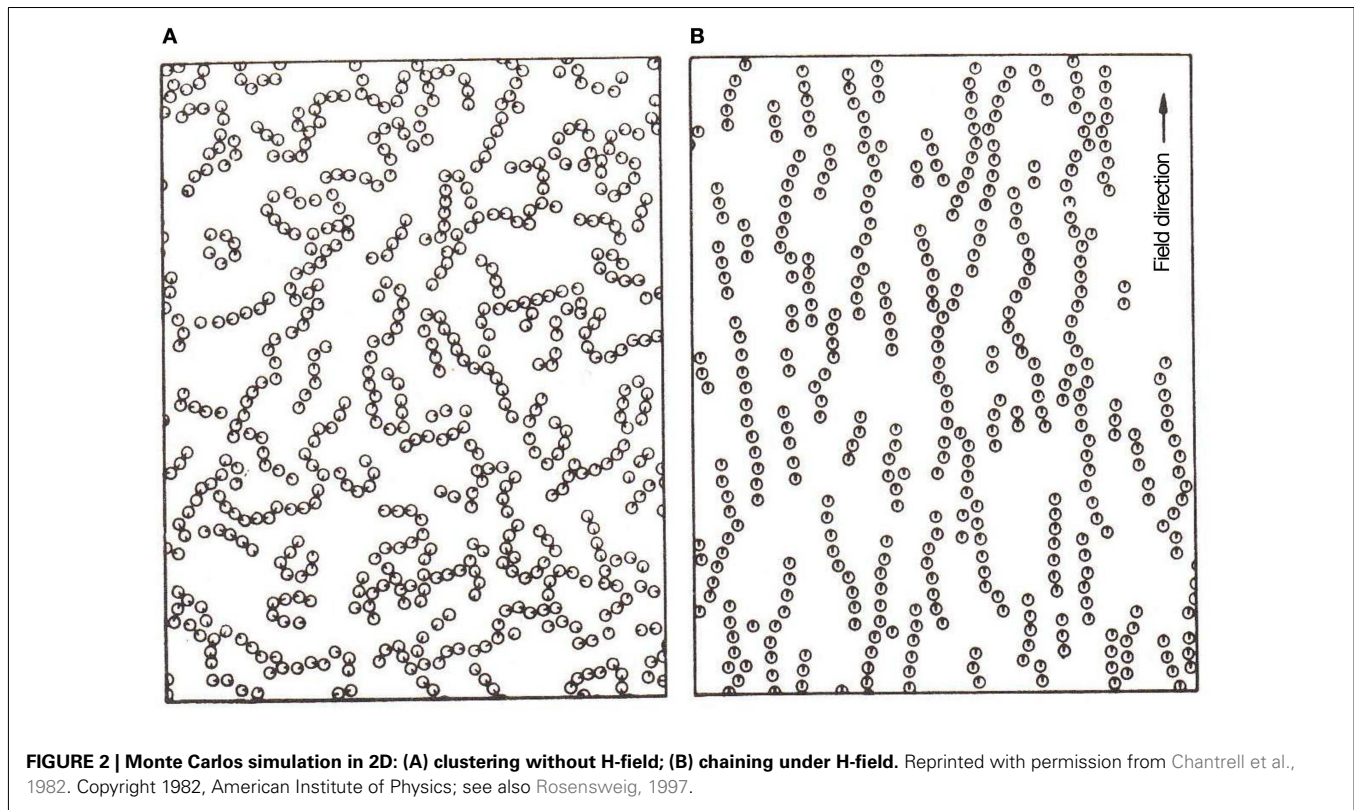 A
B
Field direction
FIGURE 2 | Monte Carlos simulation in 2D: (A) clustering without H-field; (B) chaining under H-field. Reprinted with permission from Chantrell et al.,
1982. Copyright 1982, American Institute of Physics; see also Rosensweig, 1997.